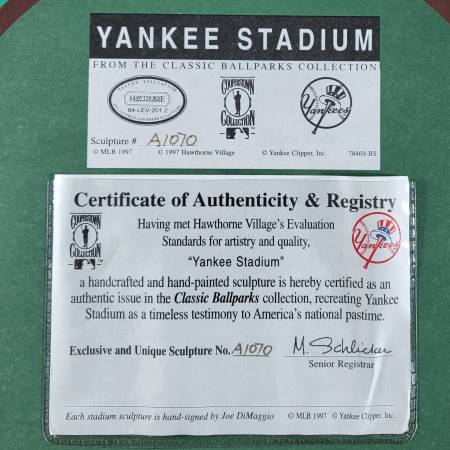 YANKEE STADIUM
FROM THE CLASSIC BALLPARKS COLLECTION
HAWTHORNE
84-LEV-201.2
COOPERSTOWN
COLLECTION
Yankees
Sculpture # A1070
© MLB 1997 © 1997 Hawthorne Village © Yankee Clipper, Inc. 78469-BS
Certificate of Authenticity & Registry
COOPERSTOWN
COLLECTION
Yankees
Having met Hawthorne Village's Evaluation
Standards for artistry and quality,
"Yankee Stadium"
a handcrafted and hand-painted sculpture is hereby certified as an
authentic issue in the Classic Ballparks collection, recreating Yankee
Stadium as a timeless testimony to America's national pastime.
Exclusive and Unique Sculpture No. A1070 M. Schlicker
Senior Registrar
Each stadium sculpture is hand-signed by Joe DiMaggio © MLB 1997 © Yankee Clipper, Inc.